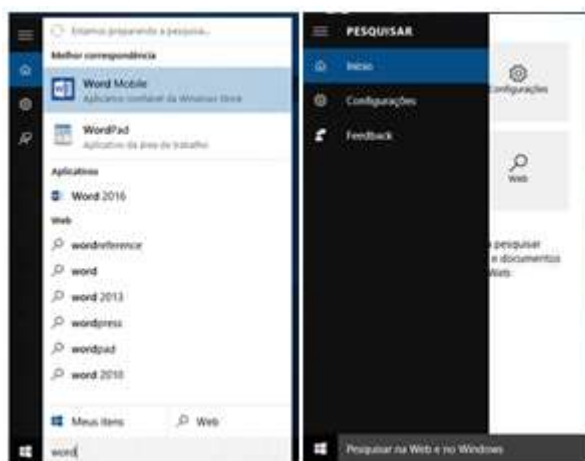 Estamos preparando a pesquisa...
Melhor correspondência
Word Mobile
Aplicativo confiável da Windows Store
WordPad
Aplicativo da área de trabalho
Aplicativos
Word 2016
Web
wordreference
word
word 2013
wordpress
wordpad
word 2010
Meus itens
Web
word
PESQUISAR
Início
Configurações
Feedback
Configurações
Web
pesquisar
e documentos
Web
Pesquisar na Web e no Windows